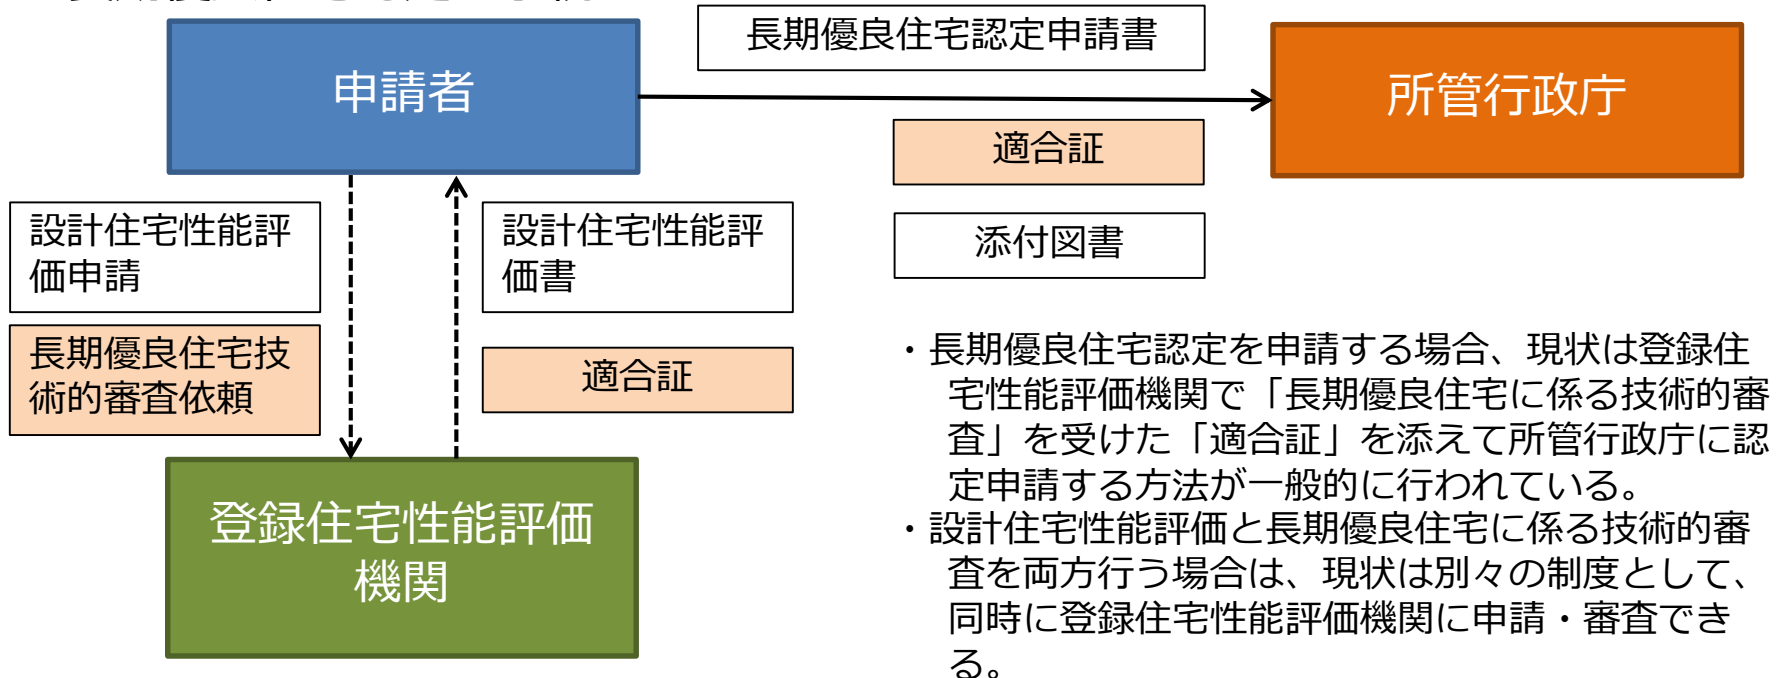 長期優良住宅認定申請書
申請者
所管行政庁
適合証
添付図書
設計住宅性能評
価申請
設計住宅性能評
価書
長期優良住宅技
術的審査依頼
適合証
登録住宅性能評価
機関
・長期優良住宅認定を申請する場合、現状は登録住
宅性能評価機関で「長期優良住宅に係る技術的審
査」を受けた「適合証」を添えて所管行政庁に認
定申請する方法が一般的に行われている。
・設計住宅性能評価と長期優良住宅に係る技術的審
査を両方行う場合は、現状は別々の制度として、
同時に登録住宅性能評価機関に申請・審査でき
る。